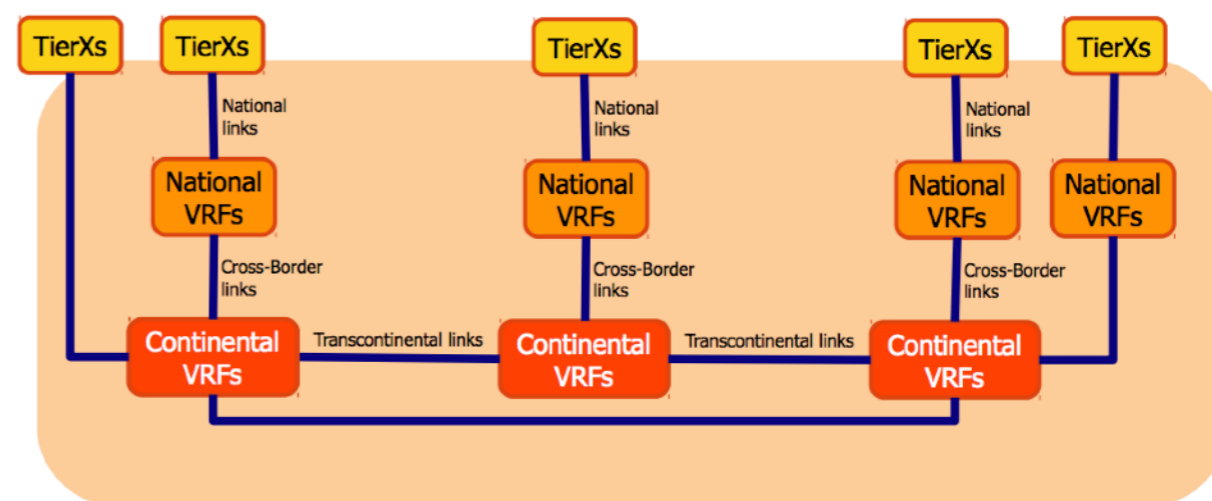 TierXs
TierXs
TierXs
TierXs
TierXs
National
links
National
links
National
links
National
VRFs
National
VRFs
National
VRFs
National
VRFs
Cross-Border
links
Cross-Border
links
Cross-Border
links
Continental
VRFs
Transcontinental links
Continental
VRFs
Transcontinental links
Continental
VRFs